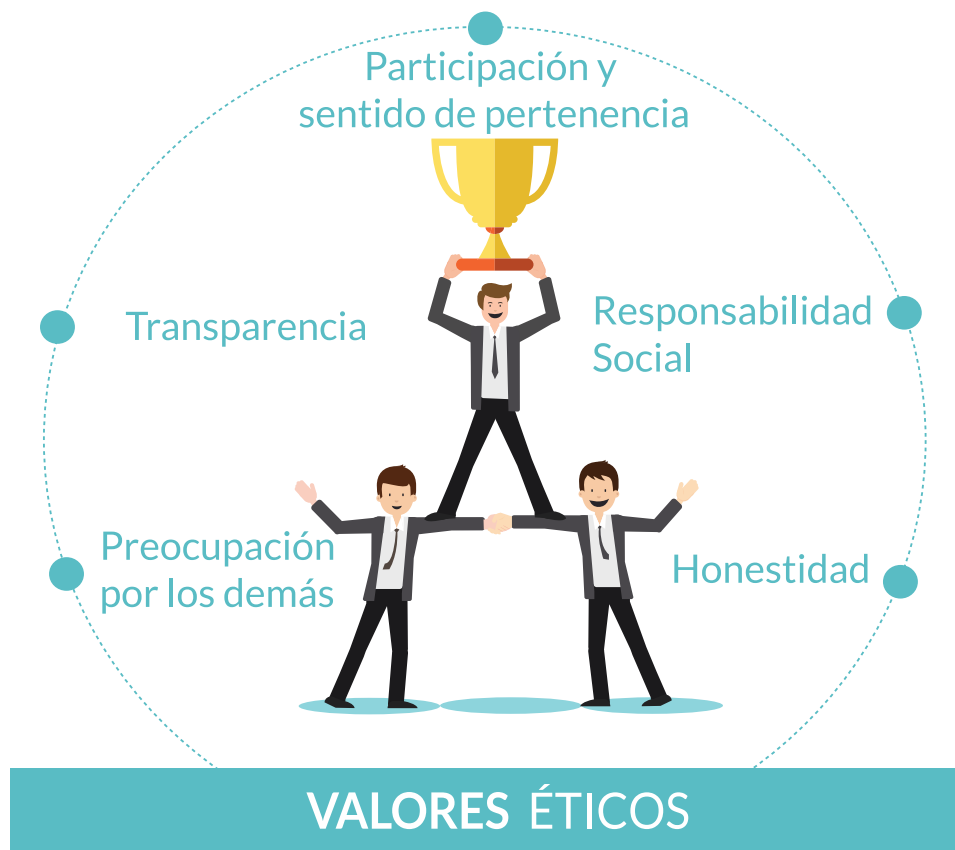 Participación y
sentido de pertenencia
Transparencia
Responsabilidad
Social
Preocupación
por los demás
Honestidad
VALORES ÉTICOS